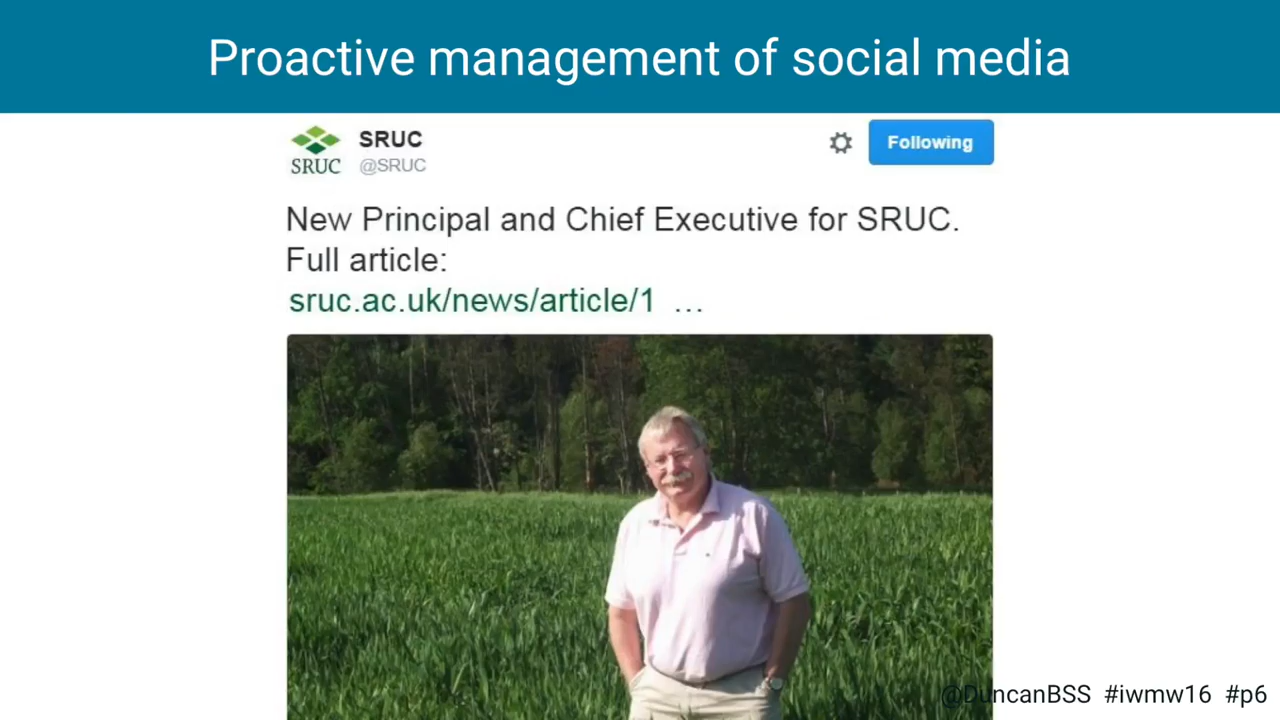 Proactive management of social media
SRUC
SRUC
@SRUC
Following
New Principal and Chief Executive for SRUC.
Full article:
sruc.ac.uk/news/article/1 …
@DuncanBSS #iwmw16 #p6